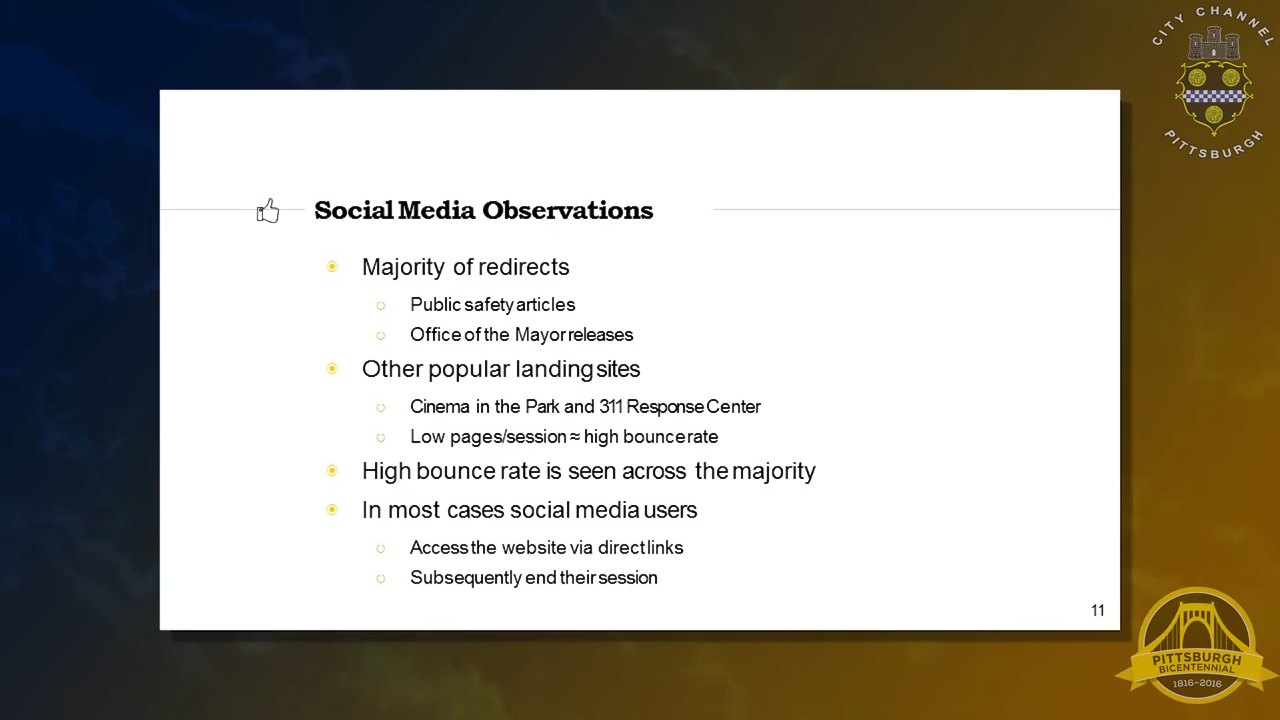 CITY CHANNEL
PITTSBURGH
Social Media Observations
Majority of redirects
Public safety articles
Office of the Mayor releases
Other popular landing sites
Cinema in the Park and 311 Response Center
Low pages/session ≈ high bounce rate
High bounce rate is seen across the majority
In most cases social media users
Access the website via direct links
Subsequently end their session
11
PITTSBURGH
BICENTENNIAL
1816-2016